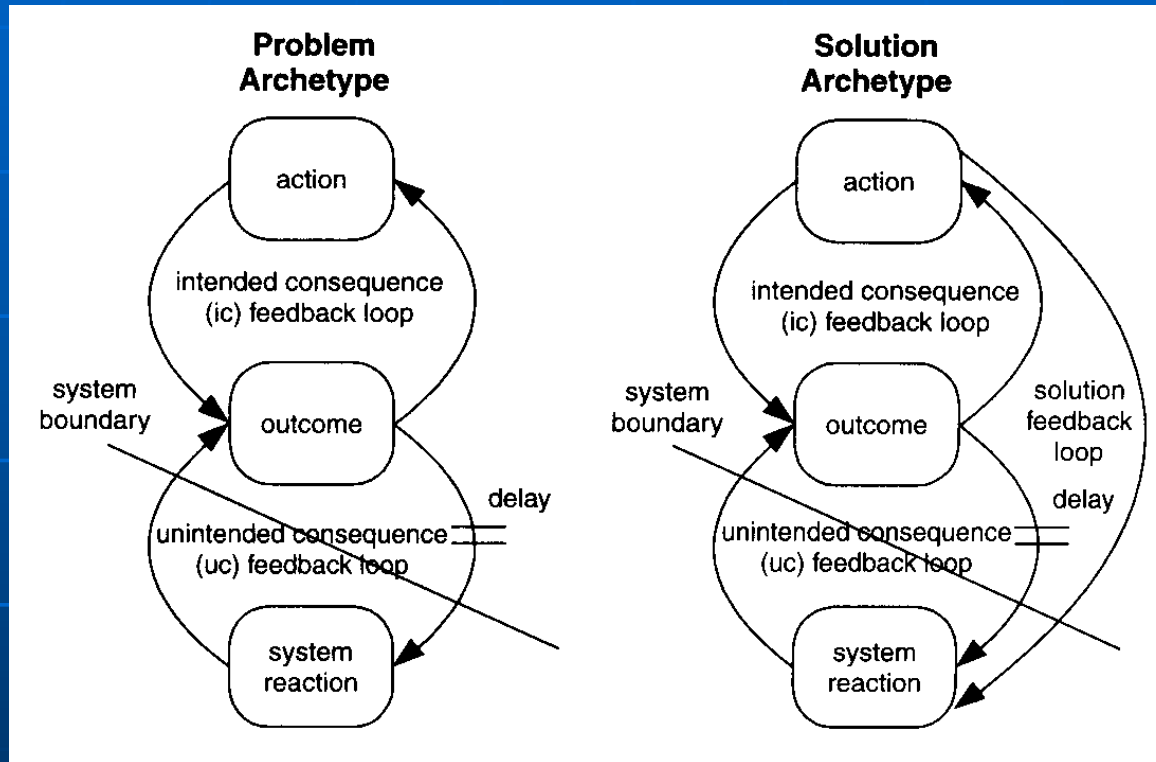 Problem
Archetype
action
intended consequence
(ic) feedback loop
system
boundary
outcome
delay
unintended consequence
(uc) feedback loop
system
reaction
Solution
Archetype
action
intended consequence
(ic) feedback loop
system
boundary
outcome
solution
feedback
loop
delay
unintended consequence
(uc) feedback loop
system
reaction